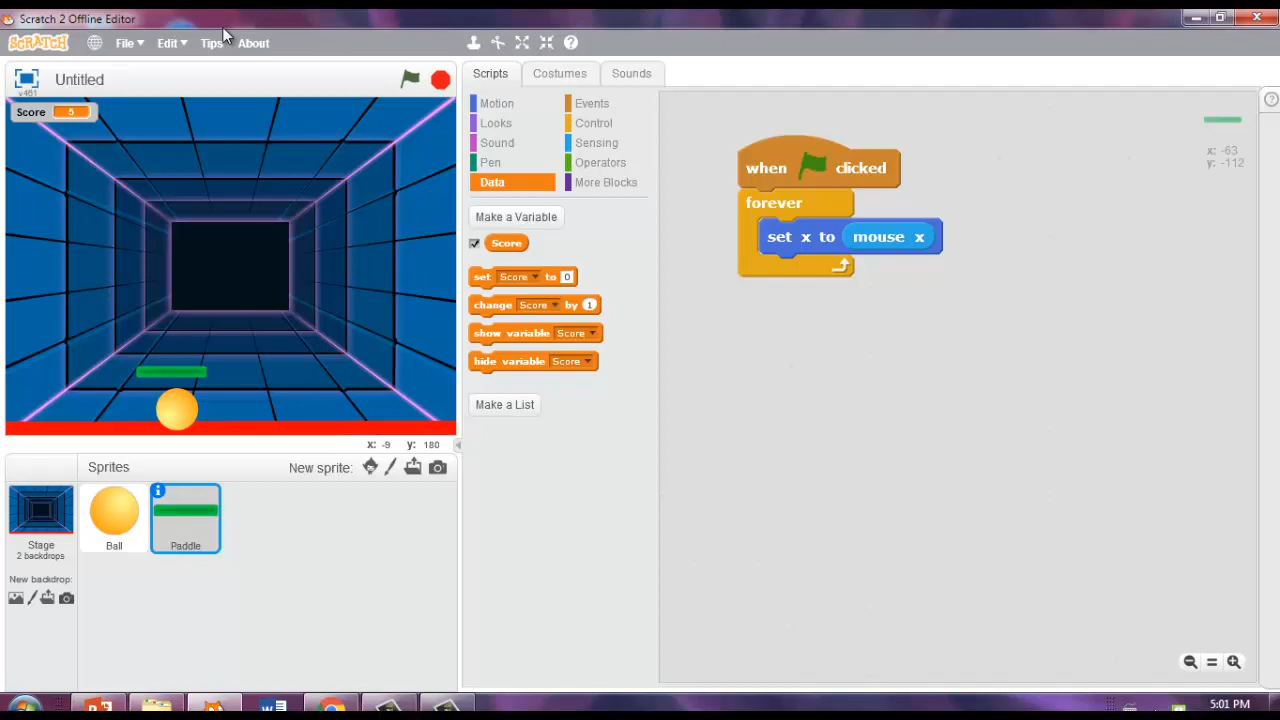 Scratch 2 Offline Editor
SCRATCH File Edit Tips About
Untitled
v461
Score 5
x: -9 y: 180
Sprites New sprite:
Stage
2 backdrops
New backdrop:
Ball
Paddle
Scripts Costumes Sounds
Motion Events
Looks Control
Sound Sensing
Pen Operators
Data More Blocks
Make a Variable
Score
set Score to 0
change Score by 1
show variable Score
hide variable Score
Make a List
when clicked
forever
set x to mouse x
x: -63
y: -112
5:01 PM